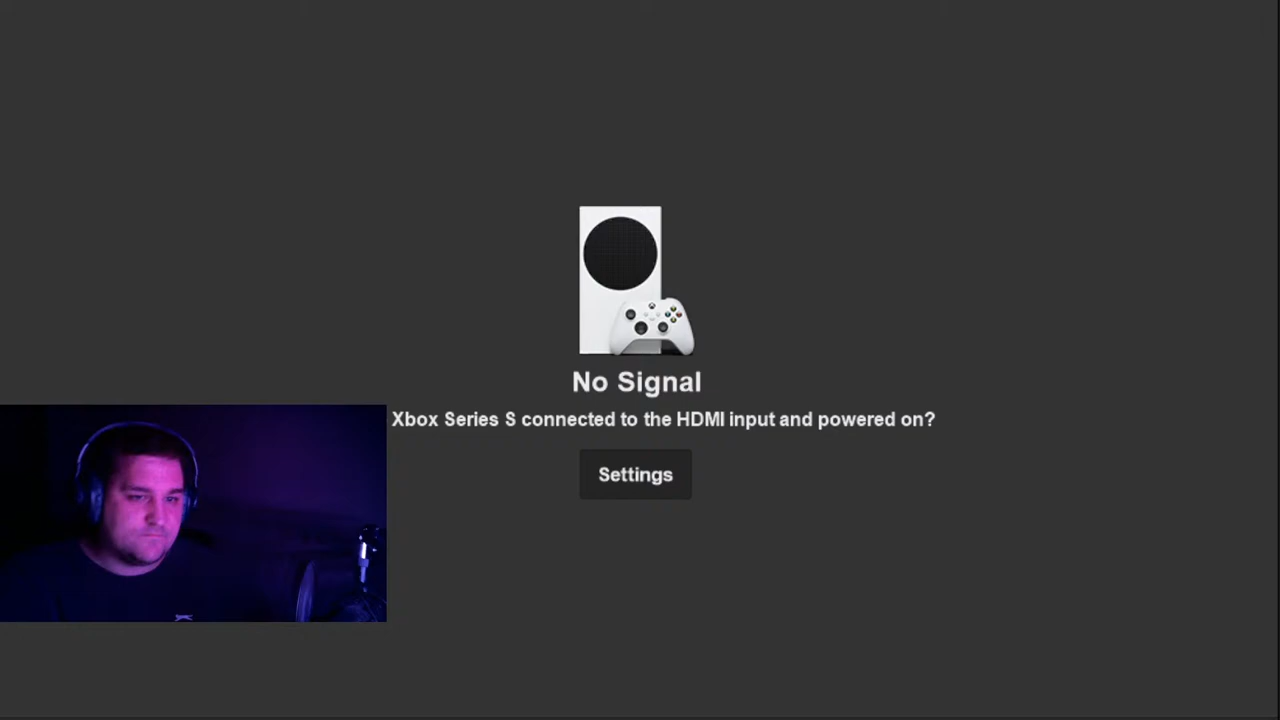 No Signal
Xbox Series S connected to the HDMI input and powered on?
Settings